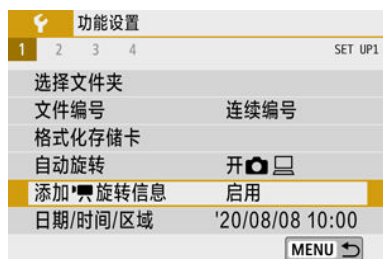 功能设置
1 2 3 4 SET UP1
选择文件夹
文件编号 连续编号
格式化存储卡
自动旋转 开
添加旋转信息 启用
日期/时间/区域 '20/08/08 10:00
MENU